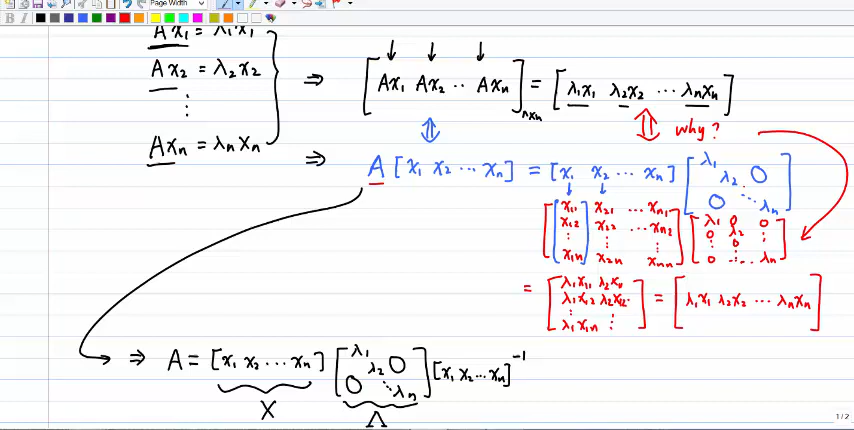 Page Width
B I
Ax₁ = λ₁x₁
Ax₂ = λ₂x₂
⋮
Axₙ = λₙxₙ
⇒ [Ax₁ Ax₂ ‥ Axₙ]ₙₓₙ = [λ₁x₁ λ₂x₂ ⋯ λₙxₙ]
⇕ ⇕ why?
⇒ A [x₁ x₂ ⋯ xₙ] = [x₁ x₂ ⋯ xₙ] [λ₁ λ₂ 0 0 ⋱ λₙ]
[x₁₁ x₂₁ ⋯ xₙ₁] [λ₁ 0 0]
[x₁₂ x₂₂ ⋯ xₙ₂] [0 λ₂ ⋮]
[⋮ ⋮ ⋮] [⋮ 0 ⋮]
[x₁ₙ x₂ₙ xₙₙ] [0 ⋯ λₙ]
= [λ₁x₁₁ λ₂x₁₁
λ₁x₁₂ λ₂x₁₂
⋮
λ₁x₁ₙ ⋮] = [λ₁x₁ λ₂x₂ ⋯ λₙxₙ]
⇒ A = [x₁ x₂ ⋯ xₙ] [λ₁ λ₂ 0 0 ⋱ λₙ] [x₁ x₂ ⋯ xₙ]⁻¹
X Λ
1/2